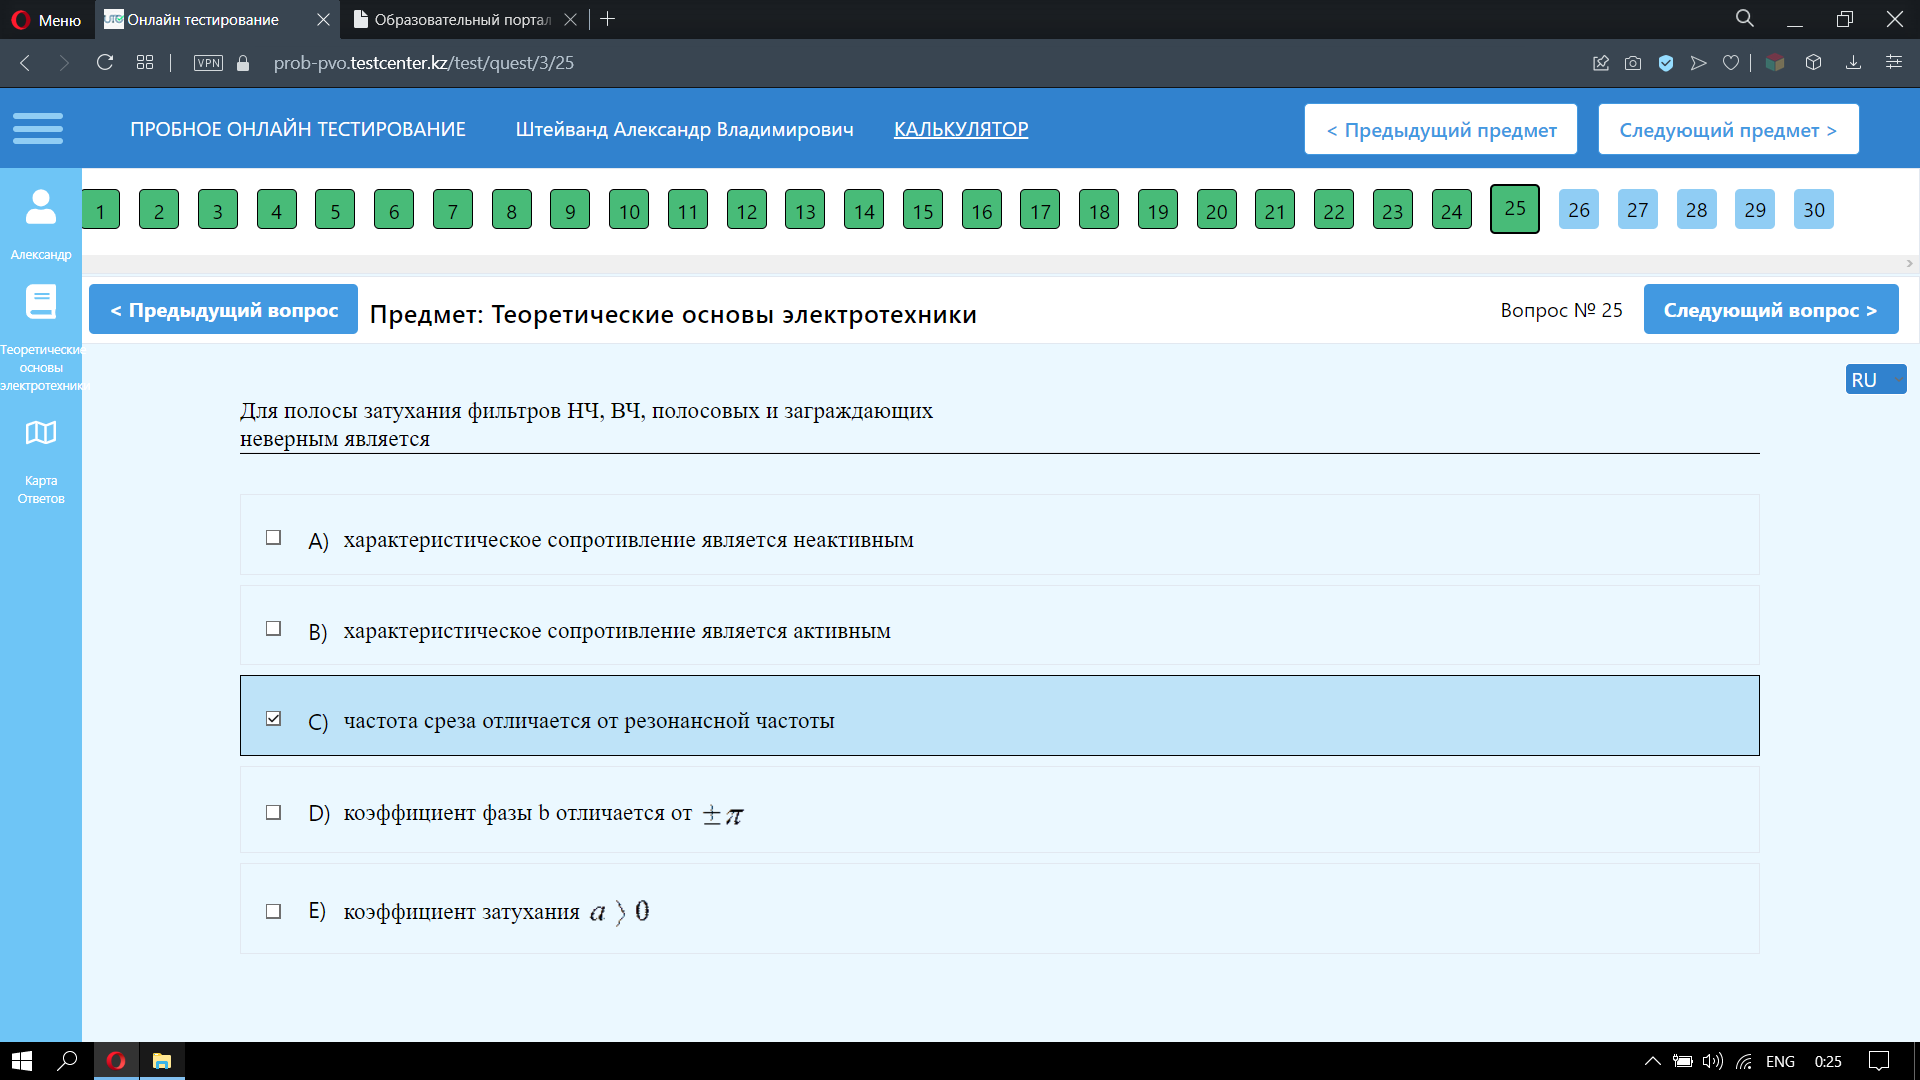 Меню
Онлайн тестирование
Образовательный портал
VPN
prob-pvo.testcenter.kz/test/quest/3/25
ПРОБНОЕ ОНЛАЙН ТЕСТИРОВАНИЕ
Штейванд Александр Владимирович
КАЛЬКУЛЯТОР
< Предыдущий предмет
Следующий предмет >
1 2 3 4 5 6 7 8 9 10 11 12 13 14 15 16 17 18 19 20 21 22 23 24 25 26 27 28 29 30
Александр
Теоретические
основы
электротехники
Карта
Ответов
< Предыдущий вопрос
Предмет: Теоретические основы электротехники
Вопрос № 25
Следующий вопрос >
RU
Для полосы затухания фильтров НЧ, ВЧ, полосовых и заграждающих
неверным является
A) характеристическое сопротивление является неактивным
B) характеристическое сопротивление является активным
C) частота среза отличается от резонансной частоты
D) коэффициент фазы b отличается от ±π
E) коэффициент затухания a > 0
ENG
0:25